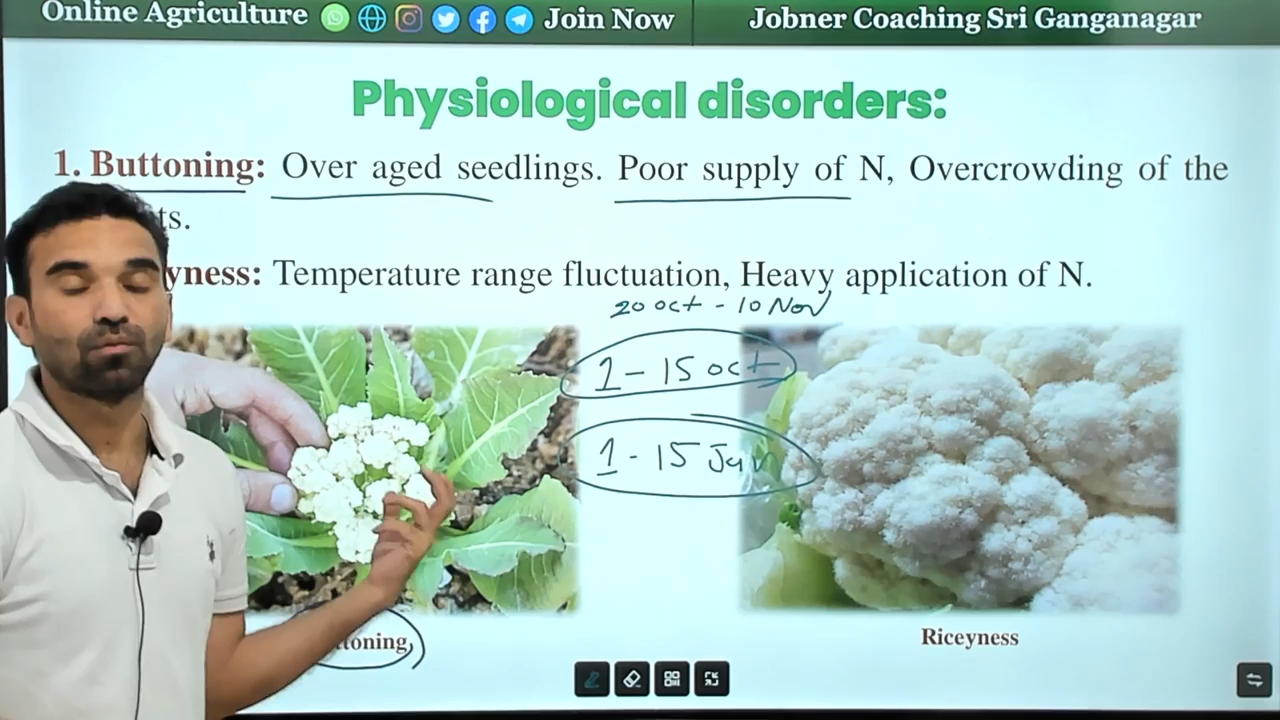 Online Agriculture Join Now Jobner Coaching Sri Ganganagar
Physiological disorders:
1. Buttoning: Over aged seedlings. Poor supply of N, Overcrowding of the
ts.
yness: Temperature range fluctuation, Heavy application of N.
20 oct - 10 Nov
1 - 15 oct
1 - 15 Jan
toning,
Riceyness